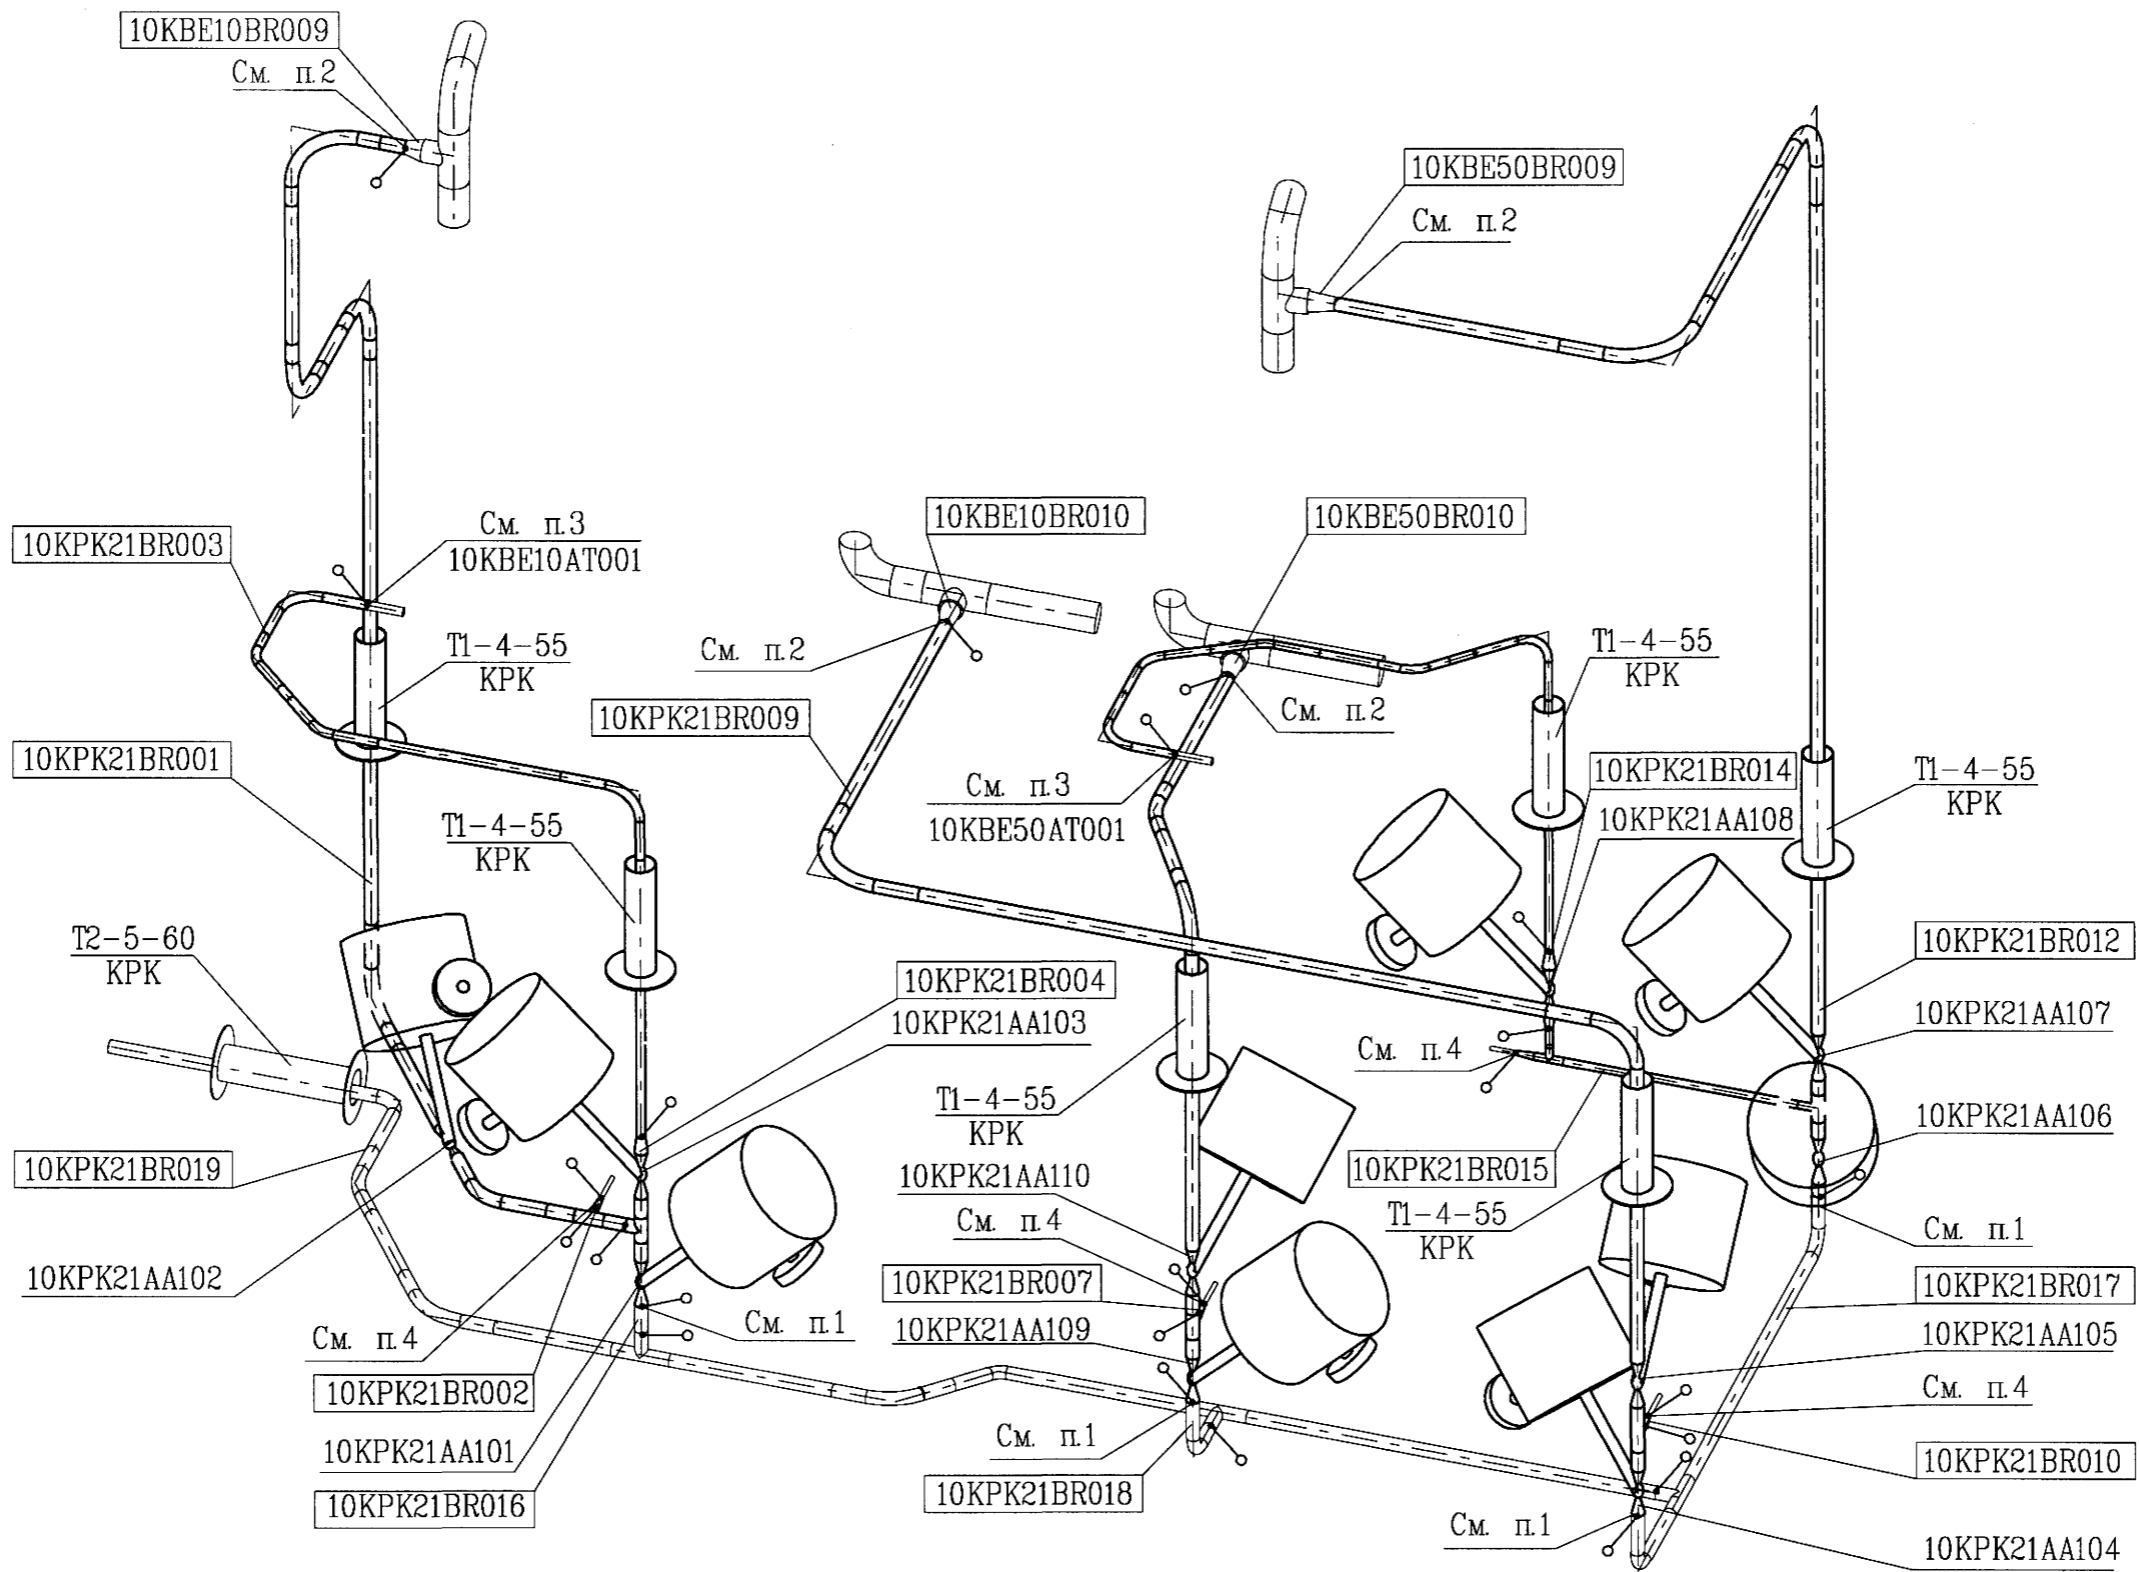 10KBE10BR009
См. п.2
10KBE50BR009
См. п.2
10KPK21BR003
См. п.3
10KBE10AT001
10KBE10BR010
10KBE50BR010
T1-4-55
KPK
См. п.2
T1-4-55
KPK
10KPK21BR009
См. п.2
10KPK21BR001
См. п.3
10KBE50AT001
10KPK21BR014
10KPK21AA108
T1-4-55
KPK
T1-4-55
KPK
T2-5-60
KPK
10KPK21BR004
10KPK21AA103
10KPK21BR012
10KPK21AA107
См. п.4
T1-4-55
KPK
10KPK21AA106
10KPK21BR019
10KPK21AA110
10KPK21BR015
См. п.4
T1-4-55
KPK
См. п.1
10KPK21AA102
10KPK21BR007
10KPK21BR017
См. п.4
См. п.1
10KPK21AA109
10KPK21AA105
10KPK21BR002
См. п.4
10KPK21AA101
См. п.1
10KPK21BR010
10KPK21BR016
10KPK21BR018
См. п.1
10KPK21AA104